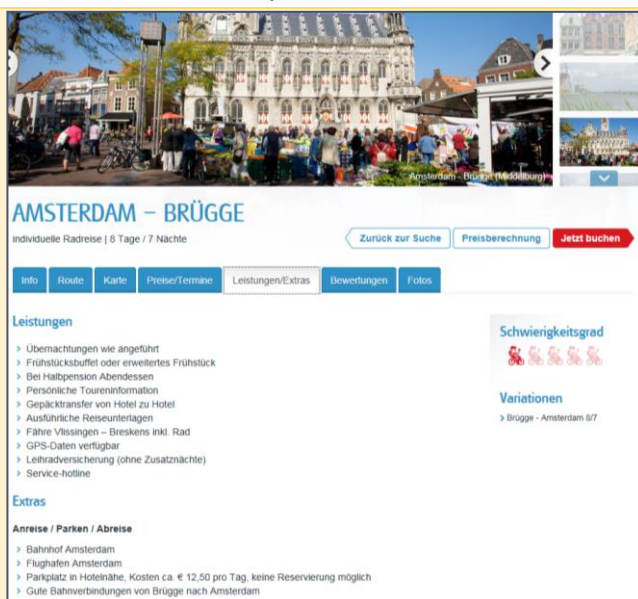 Amsterdam - Brügge (Middelburg)
AMSTERDAM – BRÜGGE
individuelle Radreise | 8 Tage / 7 Nächte
Zurück zur Suche
Preisberechnung
Jetzt buchen
Info
Route
Karte
Preise/Termine
Leistungen/Extras
Bewertungen
Fotos
Leistungen
Übernachtungen wie angeführt
Frühstücksbuffet oder erweitertes Frühstück
Bei Halbpension Abendessen
Persönliche Toureninformation
Gepäcktransfer von Hotel zu Hotel
Ausführliche Reiseunterlagen
Fähre Vlissingen – Breskens inkl. Rad
GPS-Daten verfügbar
Leihradversicherung (ohne Zusatznächte)
Service-hotline
Schwierigkeitsgrad
Variationen
Brügge - Amsterdam 8/7
Extras
Anreise / Parken / Abreise
Bahnhof Amsterdam
Flughafen Amsterdam
Parkplatz in Hotelnähe, Kosten ca. € 12,50 pro Tag, keine Reservierung möglich
Gute Bahnverbindungen von Brügge nach Amsterdam